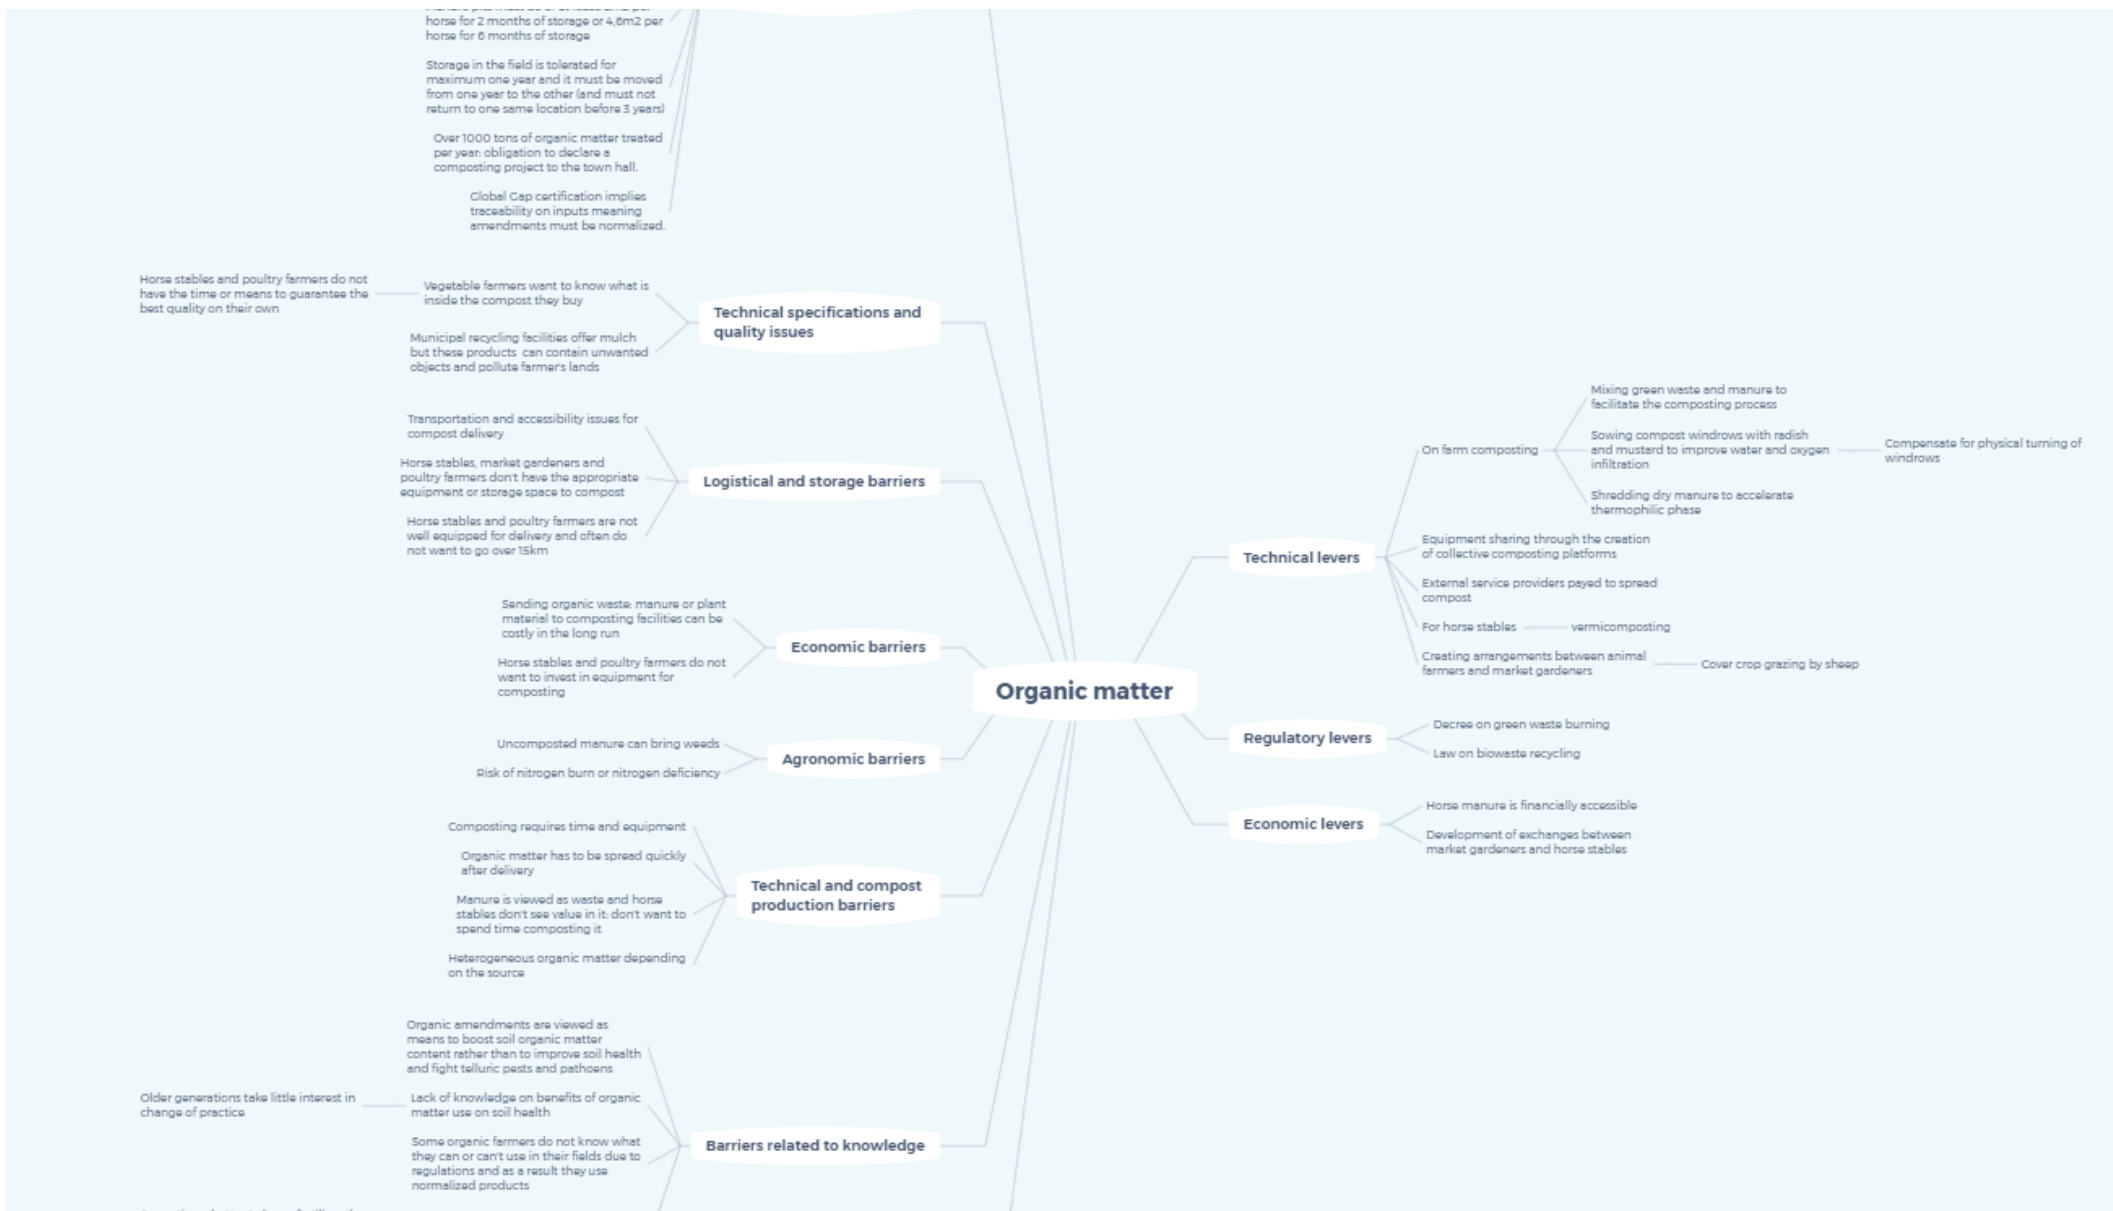 horse for 2 months of storage or 4,6m2 per
horse for 6 months of storage
Storage in the field is tolerated for
maximum one year and it must be moved
from one year to the other (and must not
return to one same location before 3 years)
Over 1000 tons of organic matter treated
per year: obligation to declare a
composting project to the town hall.
Global Gap certification implies
traceability on inputs meaning
amendments must be normalized.
Technical specifications and
quality issues
Vegetable farmers want to know what is
inside the compost they buy
Horse stables and poultry farmers do not
have the time or means to guarantee the
best quality on their own
Municipal recycling facilities offer mulch
but these products can contain unwanted
objects and pollute farmer's lands
Logistical and storage barriers
Transportation and accessibility issues for
compost delivery
Horse stables, market gardeners and
poultry farmers don't have the appropriate
equipment or storage space to compost
Horse stables and poultry farmers are not
well equipped for delivery and often do
not want to go over 15km
Economic barriers
Sending organic waste: manure or plant
material to composting facilities can be
costly in the long run
Horse stables and poultry farmers do not
want to invest in equipment for
composting
Agronomic barriers
Uncomposted manure can bring weeds
Risk of nitrogen burn or nitrogen deficiency
Technical and compost
production barriers
Composting requires time and equipment
Organic matter has to be spread quickly
after delivery
Manure is viewed as waste and horse
stables don't see value in it: don't want to
spend time composting it
Heterogeneous organic matter depending
on the source
Barriers related to knowledge
Organic amendments are viewed as
means to boost soil organic matter
content rather than to improve soil health
and fight telluric pests and pathoens
Lack of knowledge on benefits of organic
matter use on soil health
Older generations take little interest in
change of practice
Some organic farmers do not know what
they can or can't use in their fields due to
regulations and as a result they use
normalized products
Organic matter
Technical levers
On farm composting
Mixing green waste and manure to
facilitate the composting process
Sowing compost windrows with radish
and mustard to improve water and oxygen
infiltration
Compensate for physical turning of
windrows
Shredding dry manure to accelerate
thermophilic phase
Equipment sharing through the creation
of collective composting platforms
External service providers payed to spread
compost
For horse stables
vermicomposting
Creating arrangements between animal
farmers and market gardeners
Cover crop grazing by sheep
Regulatory levers
Decree on green waste burning
Law on biowaste recycling
Economic levers
Horse manure is financially accessible
Development of exchanges between
market gardeners and horse stables